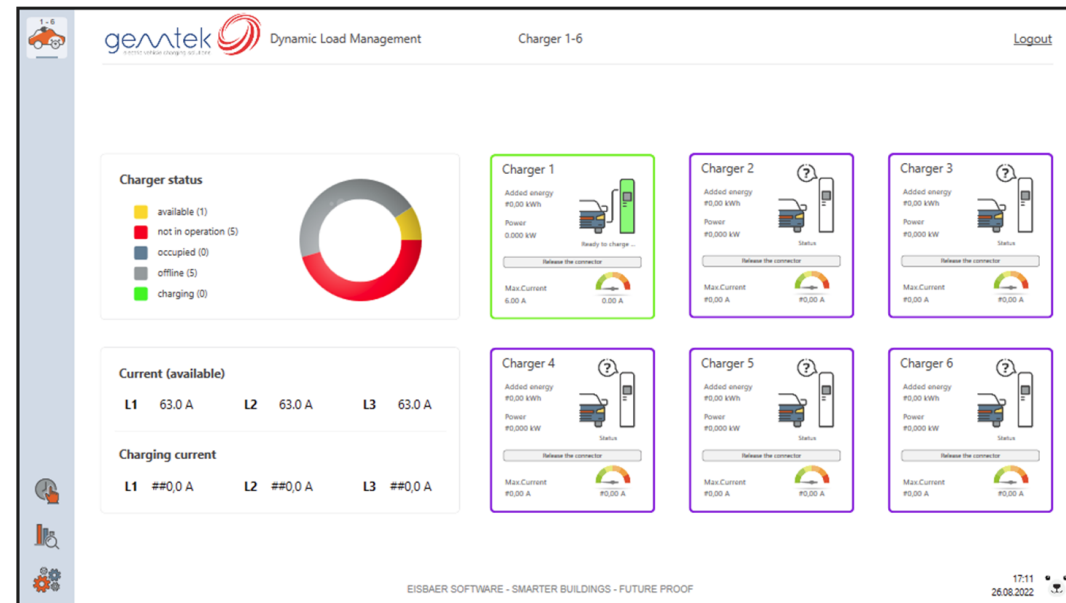 1 - 6
gemtek
Dynamic Load Management
Charger 1-6
Logout
Charger status
available (1)
not in operation (5)
occupied (0)
offline (5)
charging (0)
Charger 1
Added energy
#0,00 kWh
Power
0.000 kW
Ready to charge ...
Release the connector
Max.Current
6.00 A
0.00 A
Charger 2
Added energy
#0,00 kWh
Power
#0,000 kW
Status
Release the connector
Max.Current
#0,00 A
#0,00 A
Charger 3
Added energy
#0,00 kWh
Power
#0,000 kW
Status
Release the connector
Max.Current
#0,00 A
#0,00 A
Current (available)
L1 63.0 A L2 63.0 A L3 63.0 A
Charging current
L1 ##0,0 A L2 ##0,0 A L3 ##0,0 A
Charger 4
Added energy
#0,00 kWh
Power
#0,000 kW
Status
Release the connector
Max.Current
#0,00 A
#0,00 A
Charger 5
Added energy
#0,00 kWh
Power
#0,000 kW
Status
Release the connector
Max.Current
#0,00 A
#0,00 A
Charger 6
Added energy
#0,00 kWh
Power
#0,000 kW
Status
Release the connector
Max.Current
#0,00 A
#0,00 A
EISBAER SOFTWARE - SMARTER BUILDINGS - FUTURE PROOF
17:11
26.08.2022